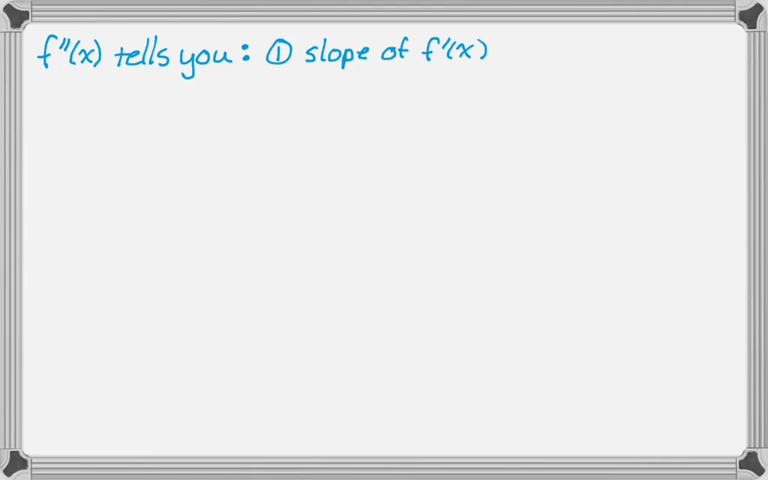 f"(x) tells you: ① slope of f'(x)